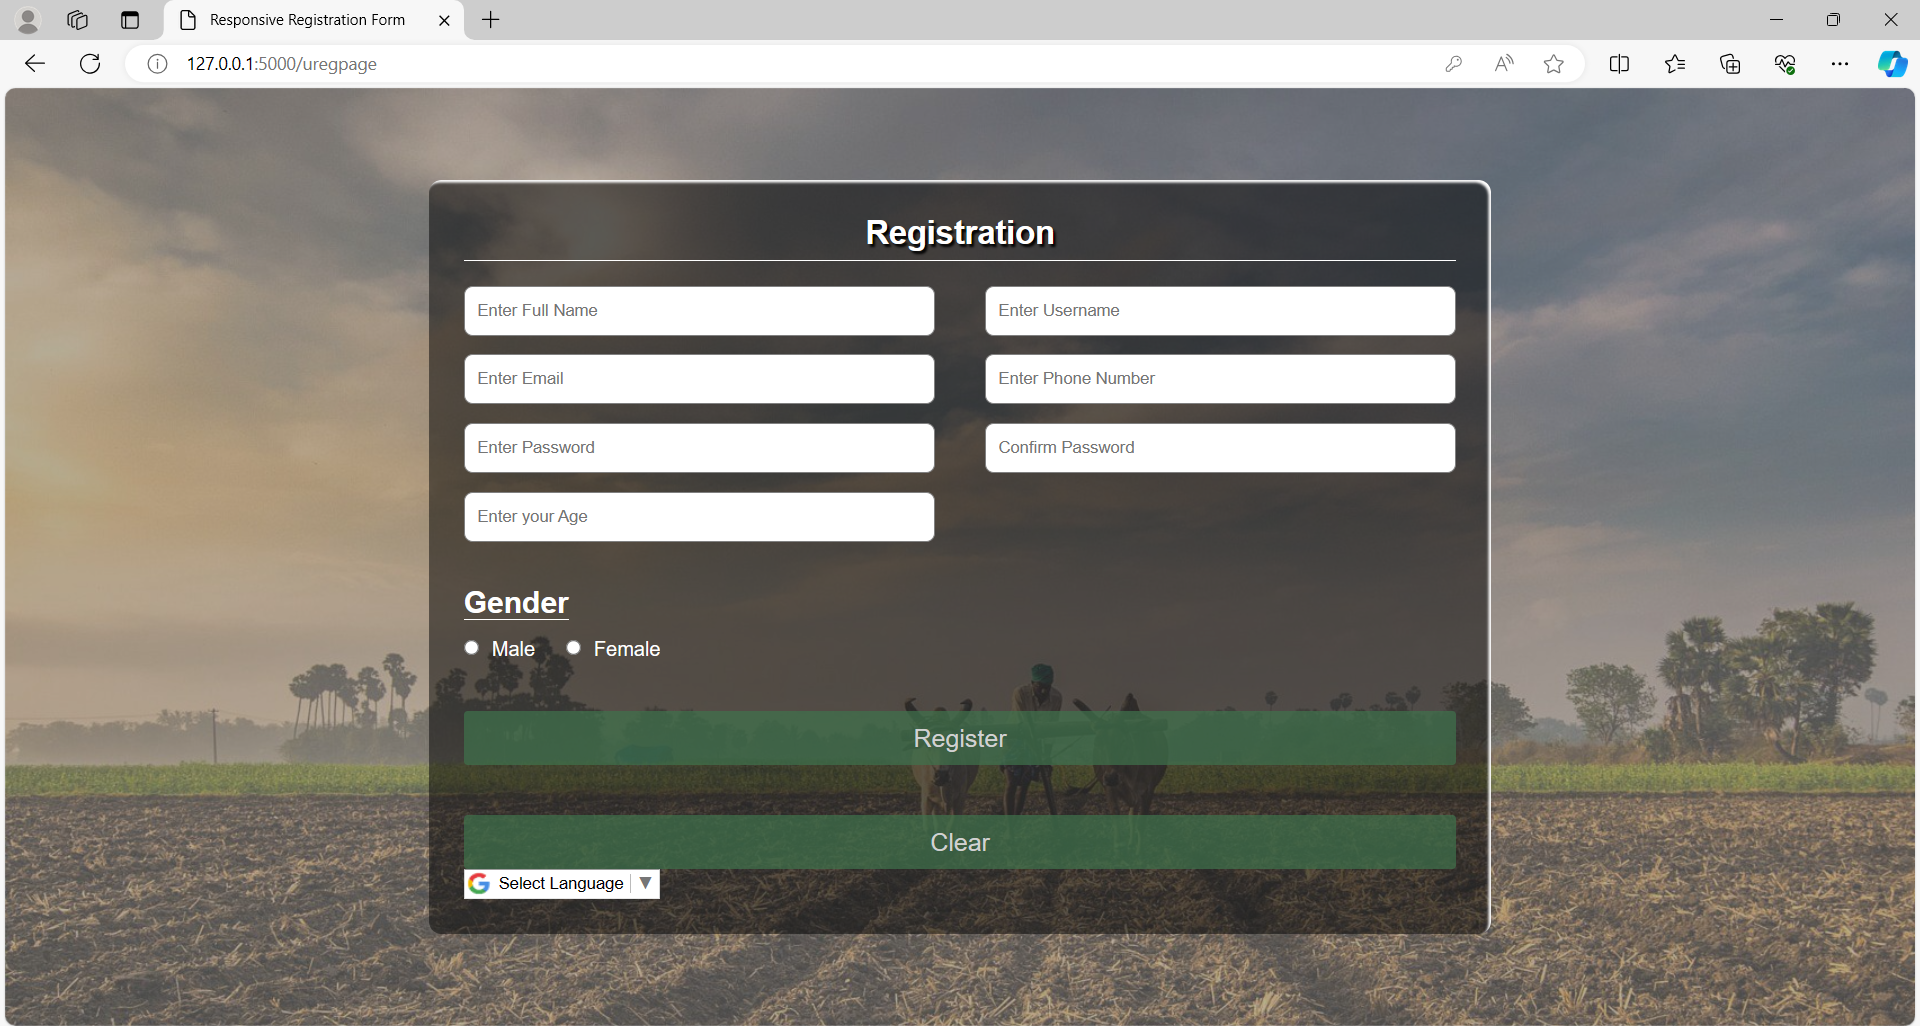 Responsive Registration Form
127.0.0.1:5000/uregpage
Registration
Enter Full Name
Enter Username
Enter Email
Enter Phone Number
Enter Password
Confirm Password
Enter your Age
Gender
Male Female
Register
Clear
Select Language ▼